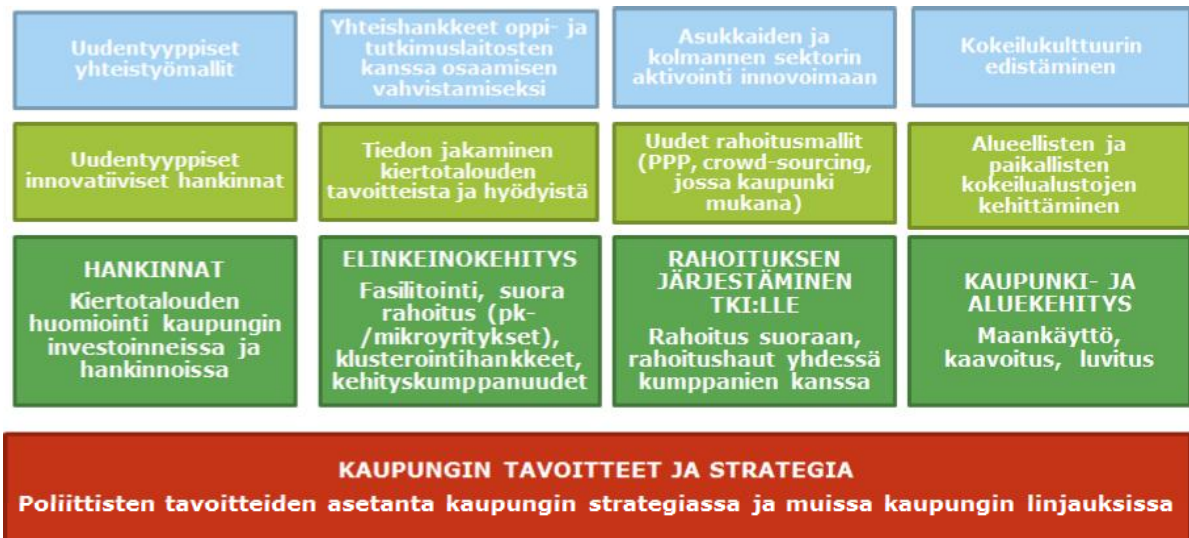 Uudentyyppiset
yhteistyömallit
Yhteishankkeet oppi- ja
tutkimuslaitosten
kanssa osaamisen
vahvistamiseksi
Asukkaiden ja
kolmannen sektorin
aktivointi innovoimaan
Kokeilukulttuurin
edistäminen
Uudentyyppiset
innovatiiviset hankinnat
Tiedon jakaminen
kiertotalouden
tavoitteista ja hyödyistä
Uudet rahoitusmallit
(PPP, crowd-sourcing,
jossa kaupunki
mukana)
Alueellisten ja
paikallisten
kokeilualustojen
kehittäminen
HANKINNAT
Kiertotalouden
huomiointi kaupungin
investoinneissa ja
hankinnoissa
ELINKEINOKEHITYS
Fasilitointi, suora
rahoitus (pk-
/mikroyritykset),
klusterointihankkeet,
kehityskumppanuudet
RAHOITUKSEN
JÄRJESTÄMINEN
TKI:LLE
Rahoitus suoraan,
rahoitushaut yhdessä
kumppanien kanssa
KAUPUNKI- JA
ALUEKEHITYS
Maankäyttö,
kaavoitus, luvitus
KAUPUNGIN TAVOITTEET JA STRATEGIA
Poliittisten tavoitteiden asetanta kaupungin strategiassa ja muissa kaupungin linjauksissa